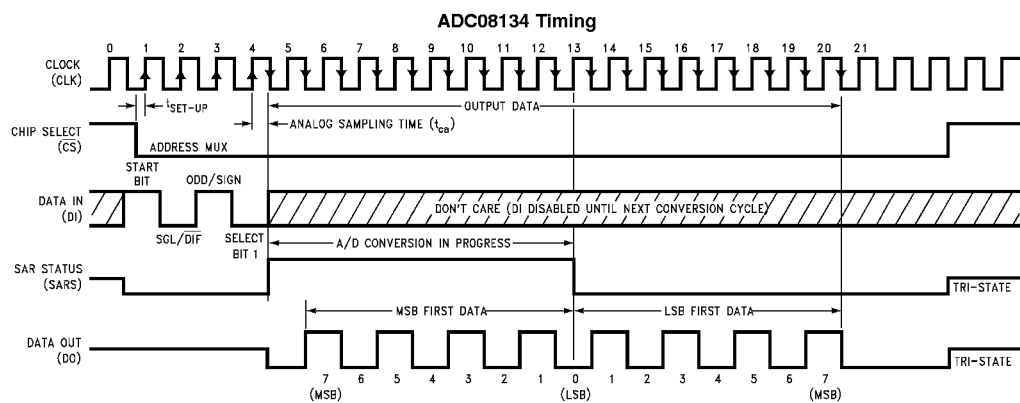 ADC08134 Timing
0 1 2 3 4 5 6 7 8 9 10 11 12 13 14 15 16 17 18 19 20 21
CLOCK
(CLK)
tSET-UP
OUTPUT DATA
ANALOG SAMPLING TIME (tca)
CHIP SELECT
(CS)
ADDRESS MUX
START
BIT
ODD/SIGN
DATA IN
(DI)
DON'T CARE (DI DISABLED UNTIL NEXT CONVERSION CYCLE)
SGL/DIF
SELECT
BIT 1
A/D CONVERSION IN PROGRESS
SAR STATUS
(SARS)
TRI-STATE
MSB FIRST DATA
LSB FIRST DATA
DATA OUT
(DO)
TRI-STATE
7 6 5 4 3 2 1 0 1 2 3 4 5 6 7
(MSB) (LSB) (MSB)